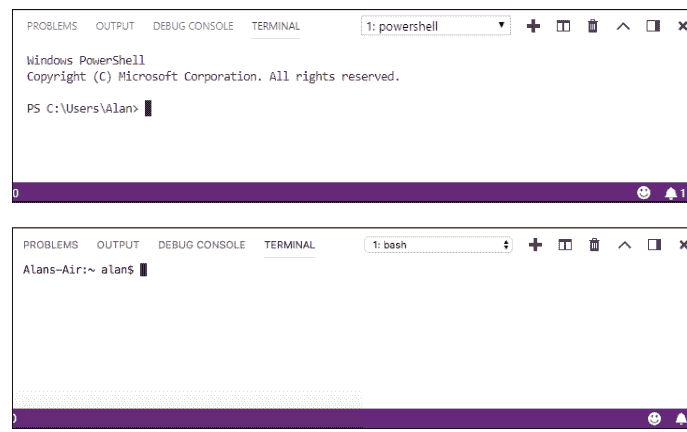 PROBLEMS OUTPUT DEBUG CONSOLE TERMINAL 1: powershell
Windows PowerShell
Copyright (C) Microsoft Corporation. All rights reserved.
PS C:\Users\Alan>
0 1
PROBLEMS OUTPUT DEBUG CONSOLE TERMINAL 1: bash
Alans-Air:~ alan$